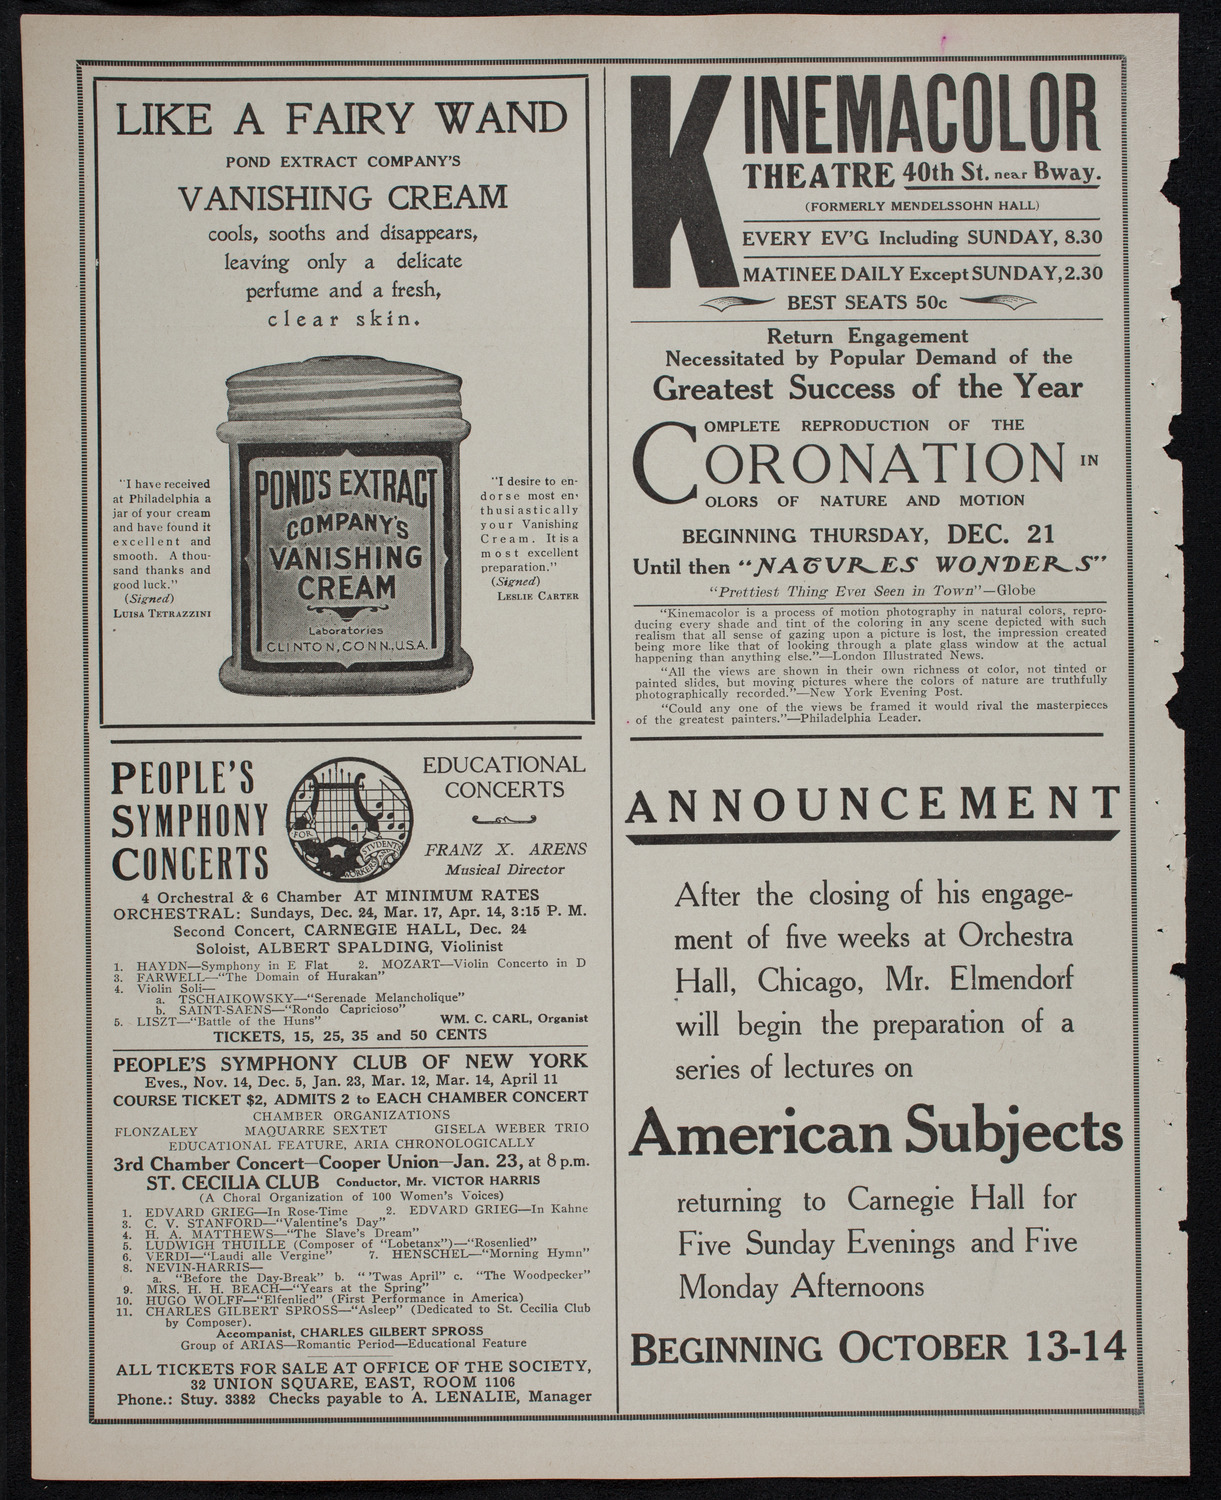 LIKE A FAIRY WAND
POND EXTRACT COMPANY'S
VANISHING CREAM
cools, sooths and disappears,
leaving only a delicate
perfume and a fresh,
clear skin.
"I have received
at Philadelphia a
jar of your cream
and have found it
excellent and
smooth. A thou-
sand thanks and
good luck."
(Signed)
LUISA TETRAZZINI
POND'S EXTRACT
COMPANY'S
VANISHING
CREAM
Laboratories
CLINTON, CONN., U.S.A.
"I desire to en-
dorse most en-
thusiastically
your Vanishing
Cream. It is a
most excellent
preparation."
(Signed)
LESLIE CARTER
PEOPLE'S
SYMPHONY
CONCERTS
FOR
STUDENTS
AND
WORKERS
EDUCATIONAL
CONCERTS
FRANZ X. ARENS
Musical Director
4 Orchestral & 6 Chamber AT MINIMUM RATES
ORCHESTRAL: Sundays, Dec. 24, Mar. 17, Apr. 14, 3:15 P. M.
Second Concert, CARNEGIE HALL, Dec. 24
Soloist, ALBERT SPALDING, Violinist
1. HAYDN—Symphony in E Flat 2. MOZART—Violin Concerto in D
3. FARWELL—"The Domain of Hurakan"
4. Violin Soli—
a. TSCHAIKOWSKY—"Serenade Melancholique"
b. SAINT-SAENS—"Rondo Capricioso"
5. LISZT—"Battle of the Huns" WM. C. CARL, Organist
TICKETS, 15, 25, 35 and 50 CENTS
PEOPLE'S SYMPHONY CLUB OF NEW YORK
Eves., Nov. 14, Dec. 5, Jan. 23, Mar. 12, Mar. 14, April 11
COURSE TICKET $2, ADMITS 2 to EACH CHAMBER CONCERT
CHAMBER ORGANIZATIONS
FLONZALEY MAQUARRE SEXTET GISELA WEBER TRIO
EDUCATIONAL FEATURE, ARIA CHRONOLOGICALLY
3rd Chamber Concert—Cooper Union—Jan. 23, at 8 p.m.
ST. CECILIA CLUB Conductor, Mr. VICTOR HARRIS
(A Choral Organization of 100 Women's Voices)
1. EDVARD GRIEG—In Rose-Time 2. EDVARD GRIEG—In Kahne
3. C. V. STANFORD—"Valentine's Day"
4. H. A. MATTHEWS—"The Slave's Dream"
5. LUDWIGH THUILLE (Composer of "Lobetanx")—"Rosenlied"
6. VERDI—"Laudi alle Vergine" 7. HENSCHEL—"Morning Hymn"
8. NEVIN-HARRIS—
a. "Before the Day-Break" b. "'Twas April" c. "The Woodpecker"
9. MRS. H. H. BEACH—"Years at the Spring"
10. HUGO WOLFF—"Elfenlied" (First Performance in America)
11. CHARLES GILBERT SPROSS—"Asleep" (Dedicated to St. Cecilia Club
by Composer).
Accompanist, CHARLES GILBERT SPROSS
Group of ARIAS—Romantic Period—Educational Feature
ALL TICKETS FOR SALE AT OFFICE OF THE SOCIETY,
32 UNION SQUARE, EAST, ROOM 1106
Phone.: Stuy. 3382 Checks payable to A. LENALIE, Manager
KINEMACOLOR
THEATRE 40th St. near Bway.
(FORMERLY MENDELSSOHN HALL)
EVERY EV'G Including SUNDAY, 8.30
MATINEE DAILY Except SUNDAY, 2.30
BEST SEATS 50c
Return Engagement
Necessitated by Popular Demand of the
Greatest Success of the Year
COMPLETE REPRODUCTION OF THE
CORONATION IN
COLORS OF NATURE AND MOTION
BEGINNING THURSDAY, DEC. 21
Until then "NATURES WONDERS"
"Prettiest Thing Ever Seen in Town"—Globe
"Kinemacolor is a process of motion photography in natural colors, repro-
ducing every shade and tint of the coloring in any scene depicted with such
realism that all sense of gazing upon a picture is lost, the impression created
being more like that of looking through a plate glass window at the actual
happening than anything else."—London Illustrated News.
"All the views are shown in their own richness of color, not tinted or
painted slides, but moving pictures where the colors of nature are truthfully
photographically recorded."—New York Evening Post.
"Could any one of the views be framed it would rival the masterpieces
of the greatest painters."—Philadelphia Leader.
ANNOUNCEMENT
After the closing of his engage-
ment of five weeks at Orchestra
Hall, Chicago, Mr. Elmendorf
will begin the preparation of a
series of lectures on
American Subjects
returning to Carnegie Hall for
Five Sunday Evenings and Five
Monday Afternoons
BEGINNING OCTOBER 13-14